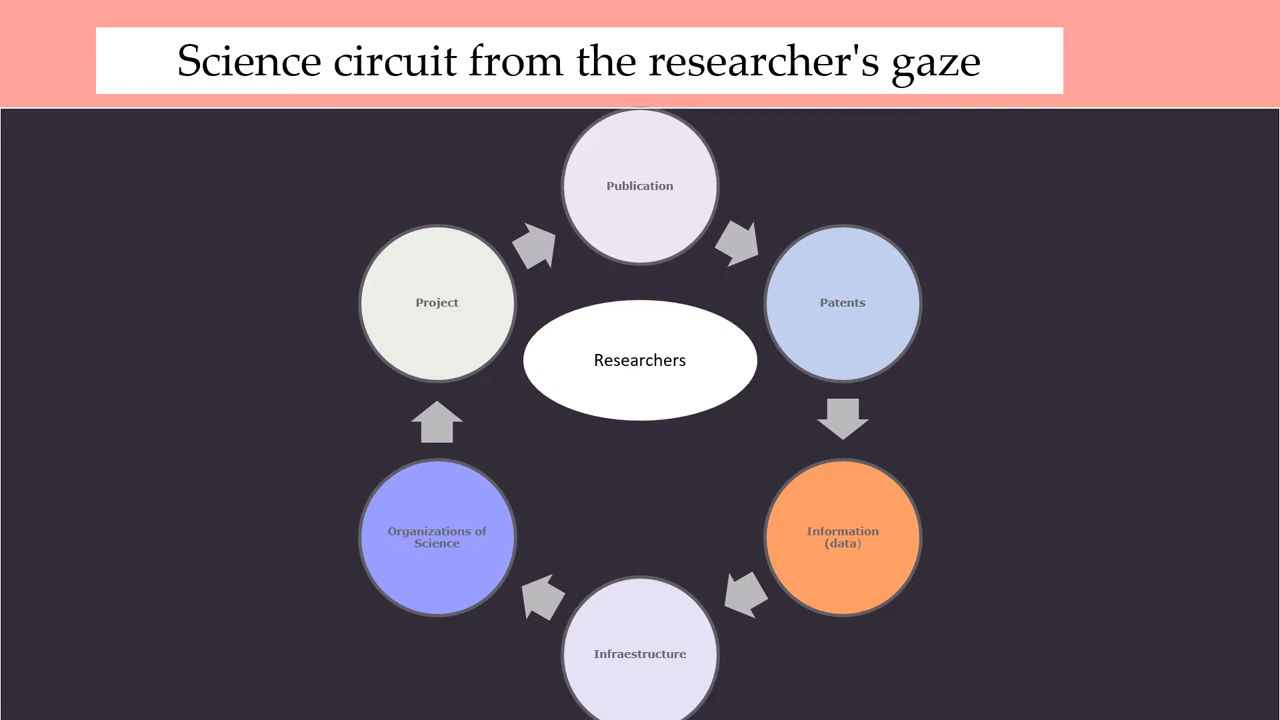 Science circuit from the researcher's gaze
Publication
Project
Patents
Researchers
Organizations of
Science
Information
(data)
Infraestructure